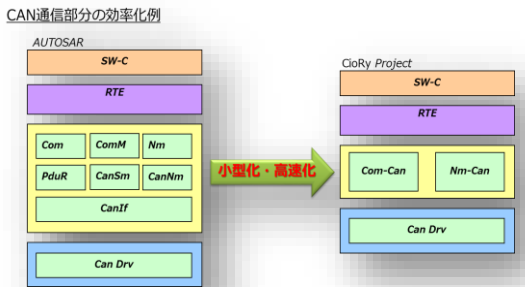 CAN通信部分の効率化例
AUTOSAR
SW-C
RTE
Com ComM Nm
PduR CanSm CanNm
CanIf
Can Drv
小型化・高速化
CioRy Project
SW-C
RTE
Com-Can Nm-Can
Can Drv